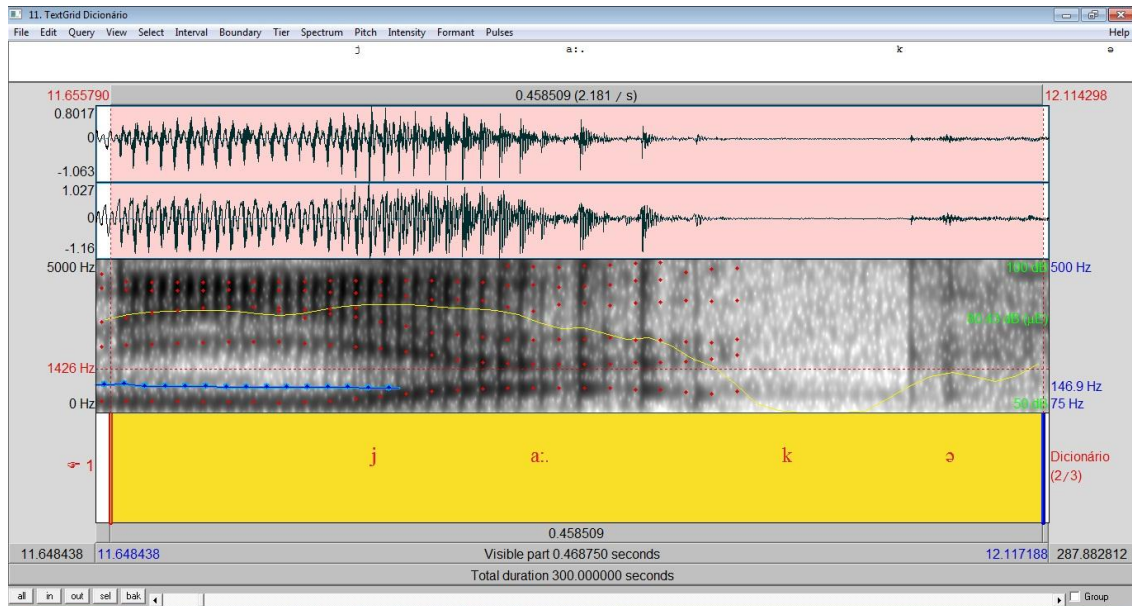 11. TextGrid Dicionário
File Edit Query View Select Interval Boundary Tier Spectrum Pitch Intensity Formant Pulses Help
j a:. k ə
11.655790 0.458509 (2.181 / s) 12.114298
0.8017
0
-1.063
1.027
0
-1.16
5000 Hz 100 dB 500 Hz
1426 Hz
146.9 Hz
0 Hz 50 dB 75 Hz
j a:. k ə
☞ 1 Dicionário
(2/3)
0.458509
11.648438 11.648438 Visible part 0.468750 seconds 12.117188 287.882812
Total duration 300.000000 seconds
all in out sel bak Group